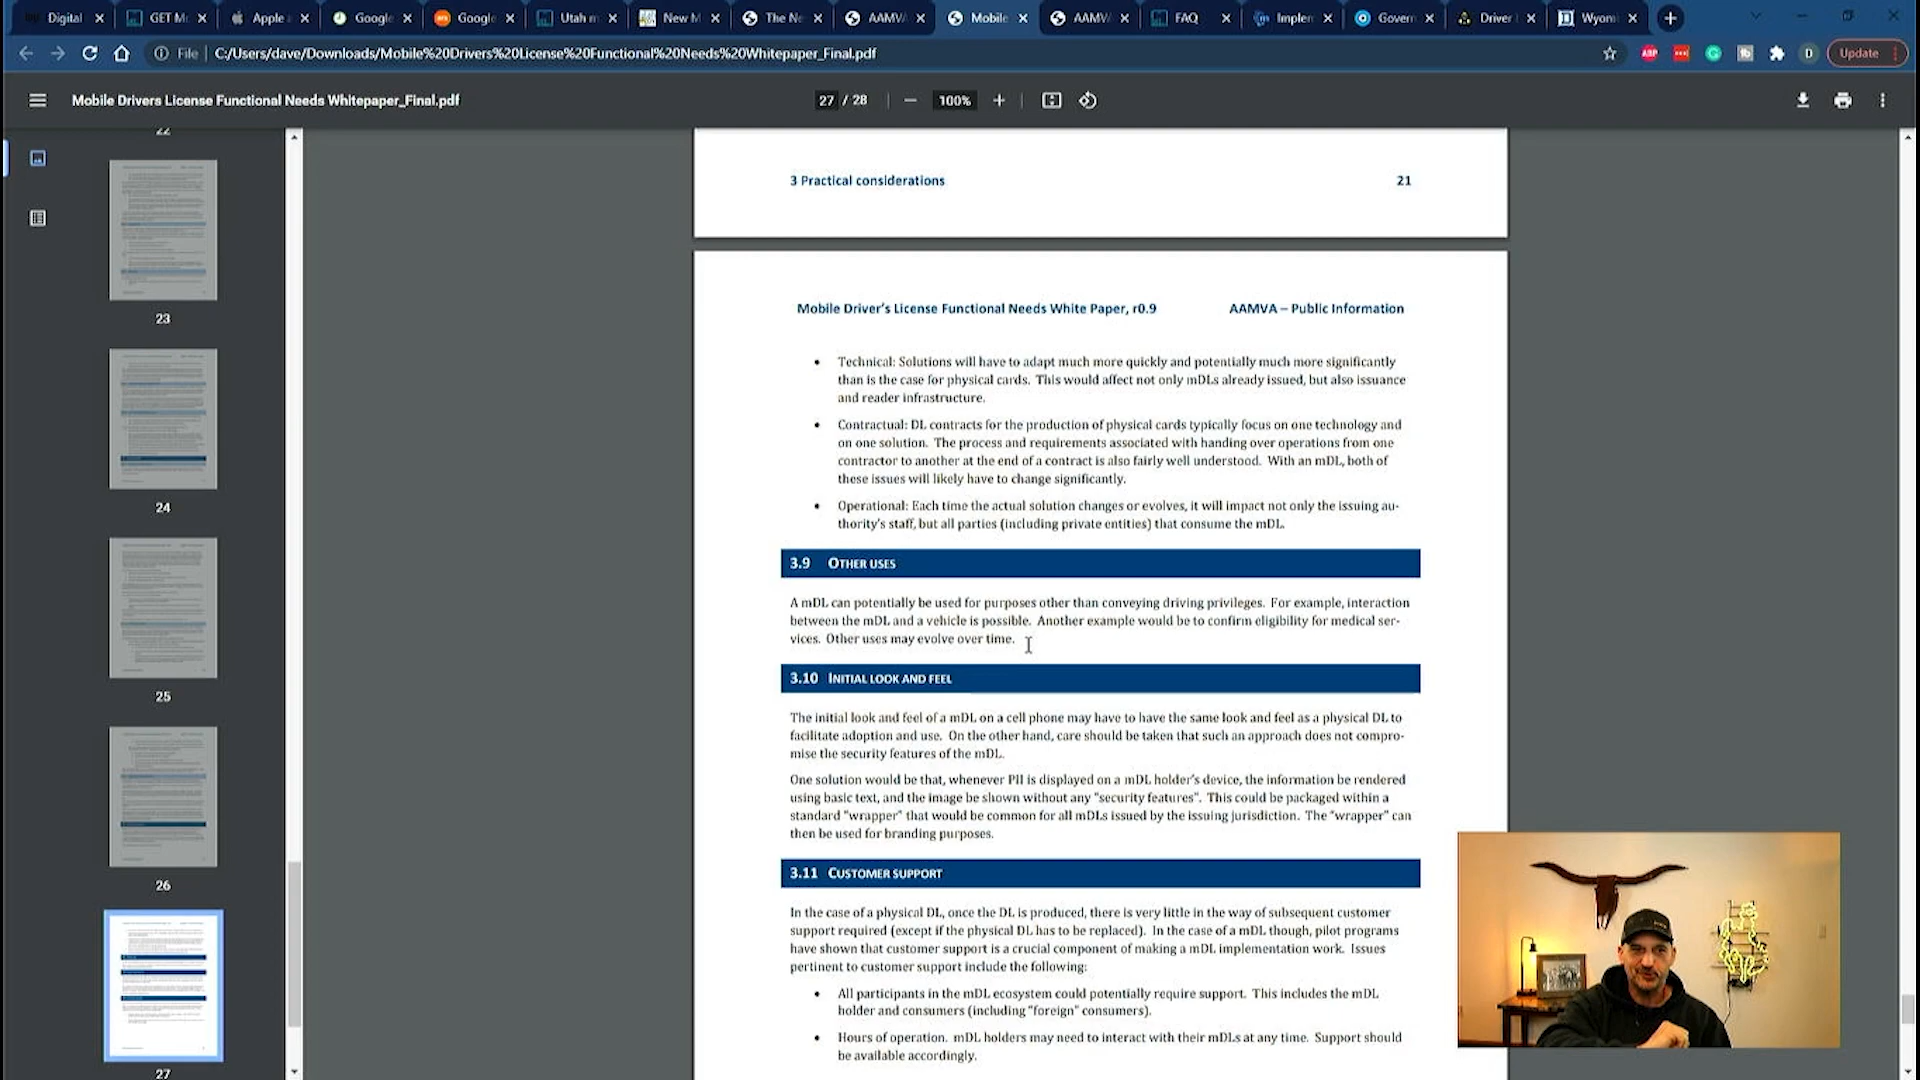 Digital
GET M
Apple
Google
Google
Utah m
New M
The Ne
AAMV
Mobile
AAMV
FAQ
Implen
Govern
Driver
Wyom
File
C:/Users/dave/Downloads/Mobile%20Drivers%20License%20Functional%20Needs%20Whitepaper_Final.pdf
ABP
D
Update
Mobile Drivers License Functional Needs Whitepaper_Final.pdf
27 / 28
100%
22
23
24
25
26
27
3 Practical considerations 21
Mobile Driver's License Functional Needs White Paper, r0.9 AAMVA – Public Information
• Technical: Solutions will have to adapt much more quickly and potentially much more significantly
than is the case for physical cards. This would affect not only mDLs already issued, but also issuance
and reader infrastructure.
• Contractual: DL contracts for the production of physical cards typically focus on one technology and
on one solution. The process and requirements associated with handing over operations from one
contractor to another at the end of a contract is also fairly well understood. With an mDL, both of
these issues will likely have to change significantly.
• Operational: Each time the actual solution changes or evolves, it will impact not only the issuing au-
thority's staff, but all parties (including private entities) that consume the mDL.
3.9 OTHER USES
A mDL can potentially be used for purposes other than conveying driving privileges. For example, interaction
between the mDL and a vehicle is possible. Another example would be to confirm eligibility for medical ser-
vices. Other uses may evolve over time.
3.10 INITIAL LOOK AND FEEL
The initial look and feel of a mDL on a cell phone may have to have the same look and feel as a physical DL to
facilitate adoption and use. On the other hand, care should be taken that such an approach does not compro-
mise the security features of the mDL.
One solution would be that, whenever PII is displayed on a mDL holder's device, the information be rendered
using basic text, and the image be shown without any "security features". This could be packaged within a
standard "wrapper" that would be common for all mDLs issued by the issuing jurisdiction. The "wrapper" can
then be used for branding purposes.
3.11 CUSTOMER SUPPORT
In the case of a physical DL, once the DL is produced, there is very little in the way of subsequent customer
support required (except if the physical DL has to be replaced). In the case of a mDL though, pilot programs
have shown that customer support is a crucial component of making a mDL implementation work. Issues
pertinent to customer support include the following:
• All participants in the mDL ecosystem could potentially require support. This includes the mDL
holder and consumers (including "foreign" consumers).
• Hours of operation. mDL holders may need to interact with their mDLs at any time. Support should
be available accordingly.